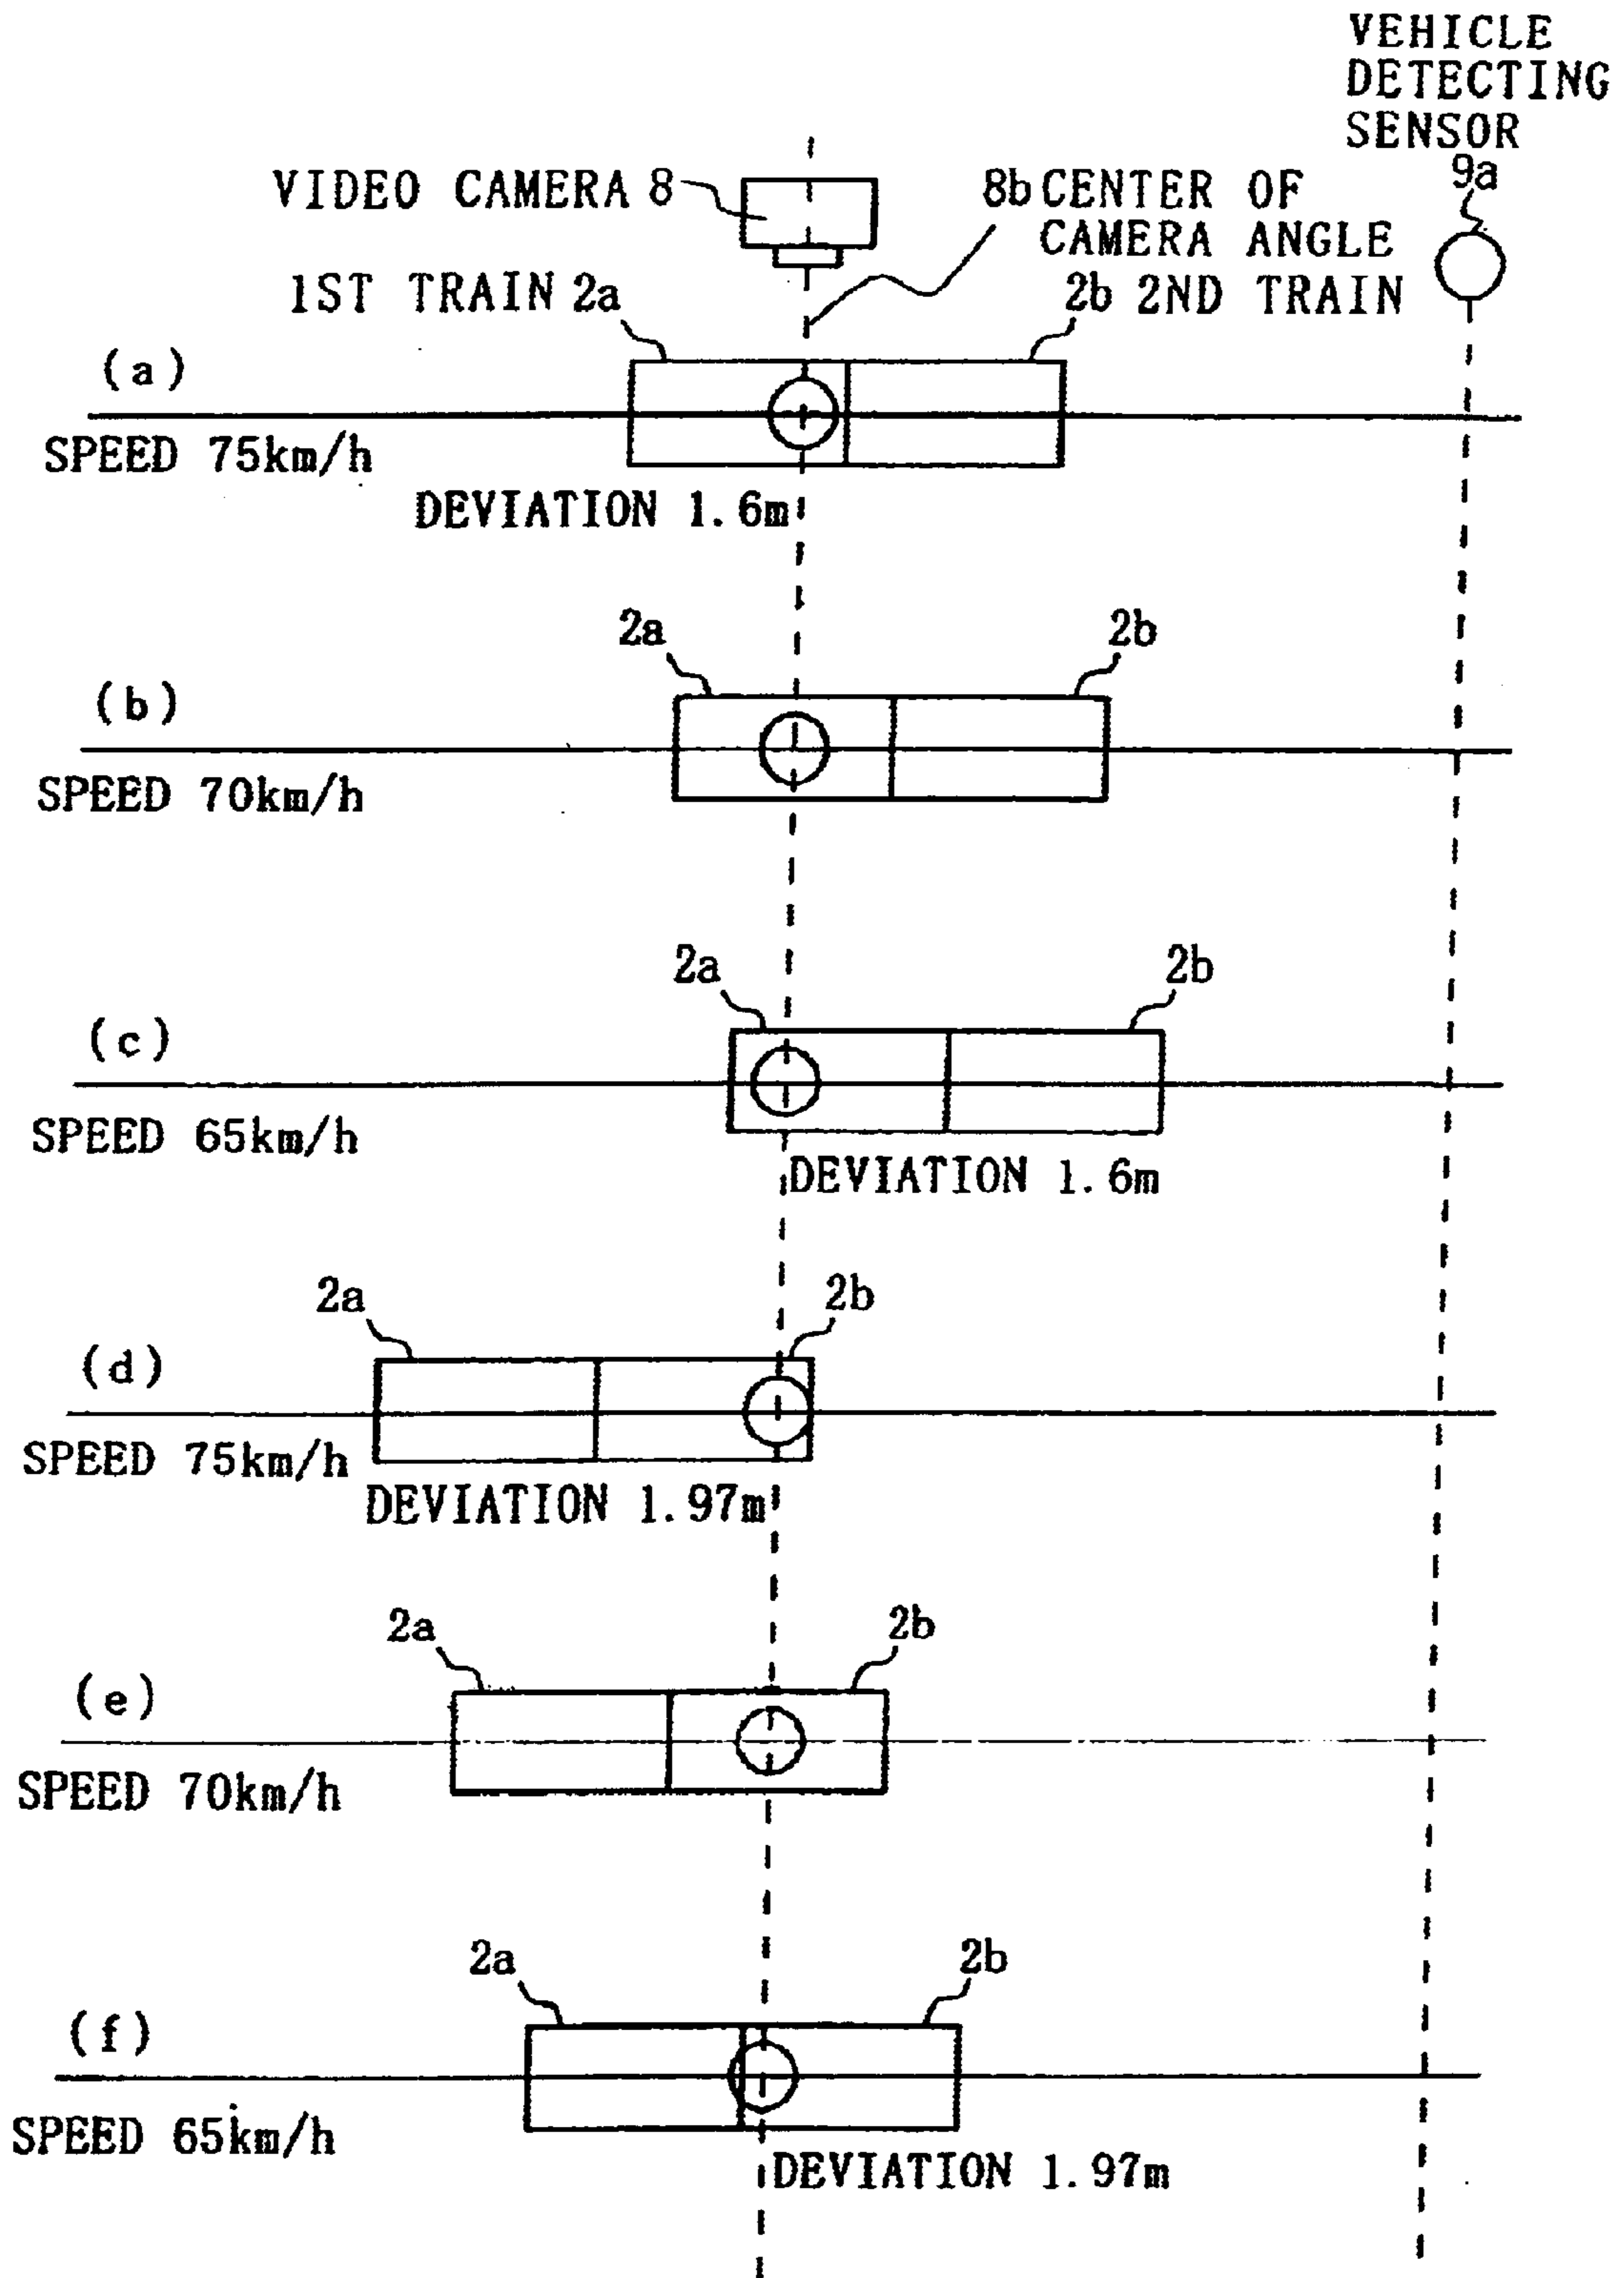 VEHICLE
DETECTING
SENSOR
9a
VIDEO CAMERA 8
8b CENTER OF
CAMERA ANGLE
1ST TRAIN 2a
2b 2ND TRAIN
(a)
SPEED 75km/h
DEVIATION 1.6m
2a
2b
(b)
SPEED 70km/h
2a
2b
(c)
SPEED 65km/h
DEVIATION 1.6m
2a
2b
(d)
SPEED 75km/h
DEVIATION 1.97m
2a
2b
(e)
SPEED 70km/h
2a
2b
(f)
SPEED 65km/h
DEVIATION 1.97m